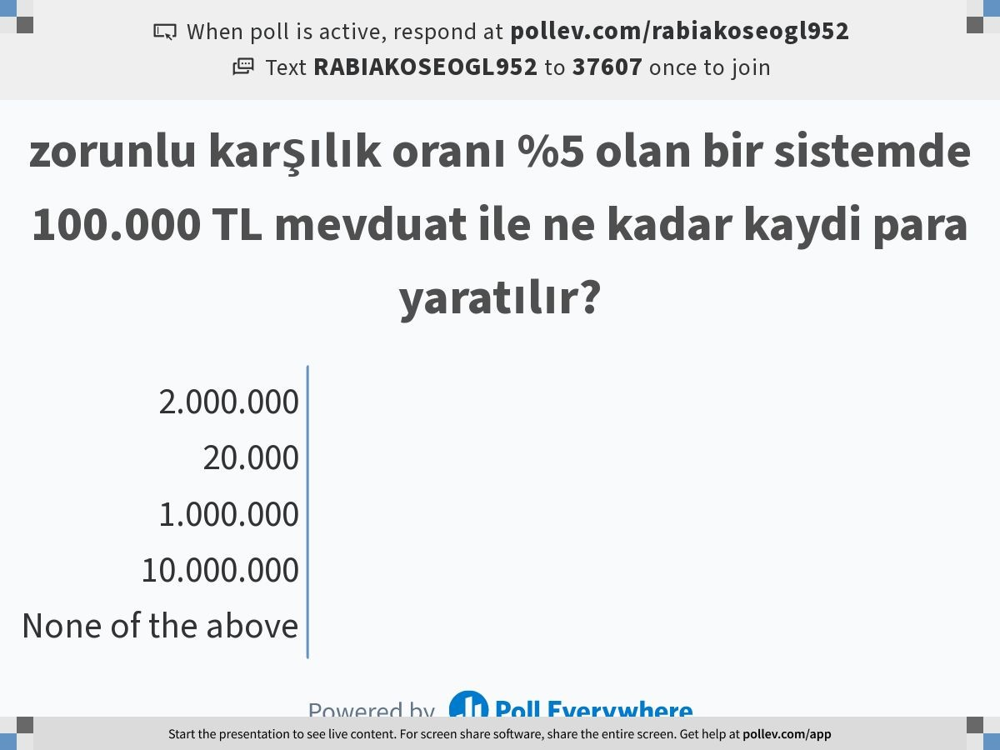 When poll is active, respond at pollev.com/rabiakoseogl952
Text RABIAKOSEOGL952 to 37607 once to join
zorunlu karşılık oranı %5 olan bir sistemde
100.000 TL mevduat ile ne kadar kaydi para
yaratılır?
2.000.000
20.000
1.000.000
10.000.000
None of the above
Powered by Poll Everywhere
Start the presentation to see live content. For screen share software, share the entire screen. Get help at pollev.com/app